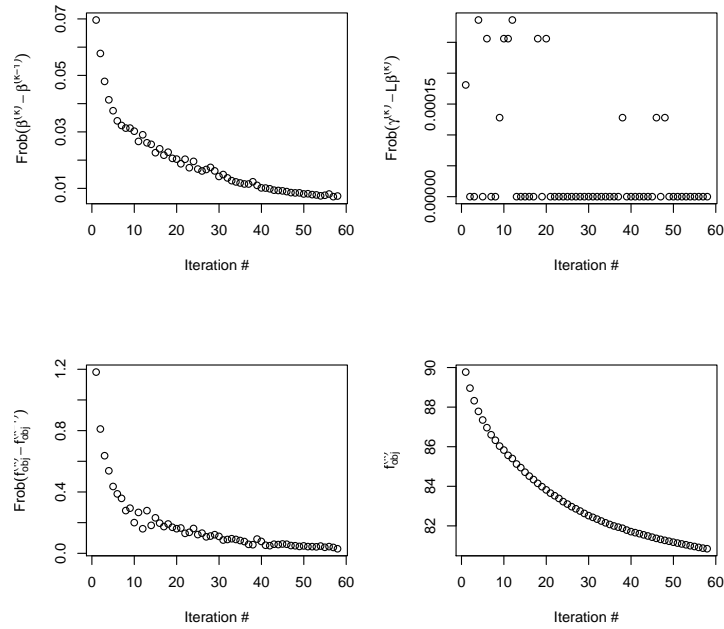 0.07
0.05
0.03
0.01
Frob(β^(K) − β^(K−1))
0 10 20 30 40 50 60
Iteration #
0.00015
0.00000
Frob(γ^(K) − Lβ^(K))
0 10 20 30 40 50 60
Iteration #
1.2
0.8
0.4
0.0
0 10 20 30 40 50 60
Iteration #
90
88
86
84
82
0 10 20 30 40 50 60
Iteration #